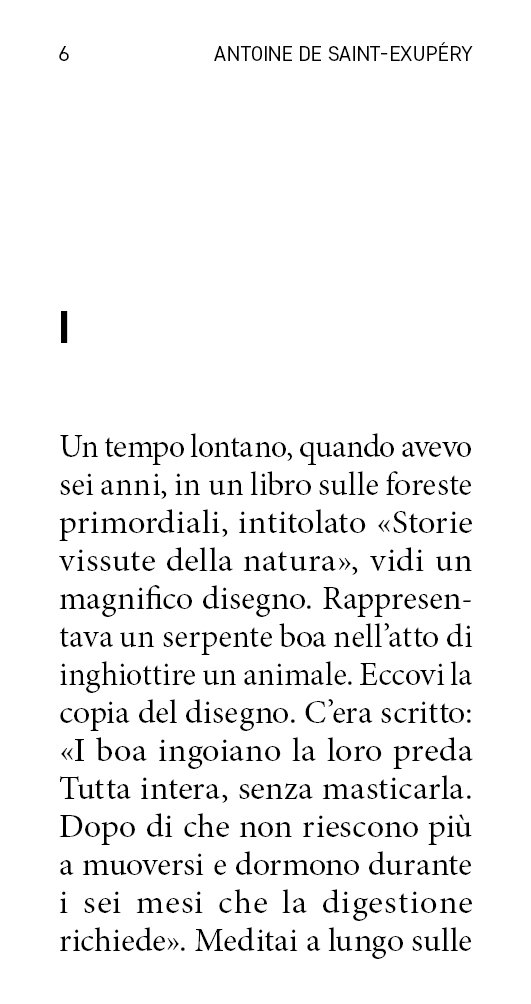 6 ANTOINE DE SAINT-EXUPÉRY
I
Un tempo lontano, quando avevo
sei anni, in un libro sulle foreste
primordiali, intitolato «Storie
vissute della natura», vidi un
magnifico disegno. Rappresen-
tava un serpente boa nell’atto di
inghiottire un animale. Eccovi la
copia del disegno. C’era scritto:
«I boa ingoiano la loro preda
Tutta intera, senza masticarla.
Dopo di che non riescono più
a muoversi e dormono durante
i sei mesi che la digestione
richiede». Meditai a lungo sulle